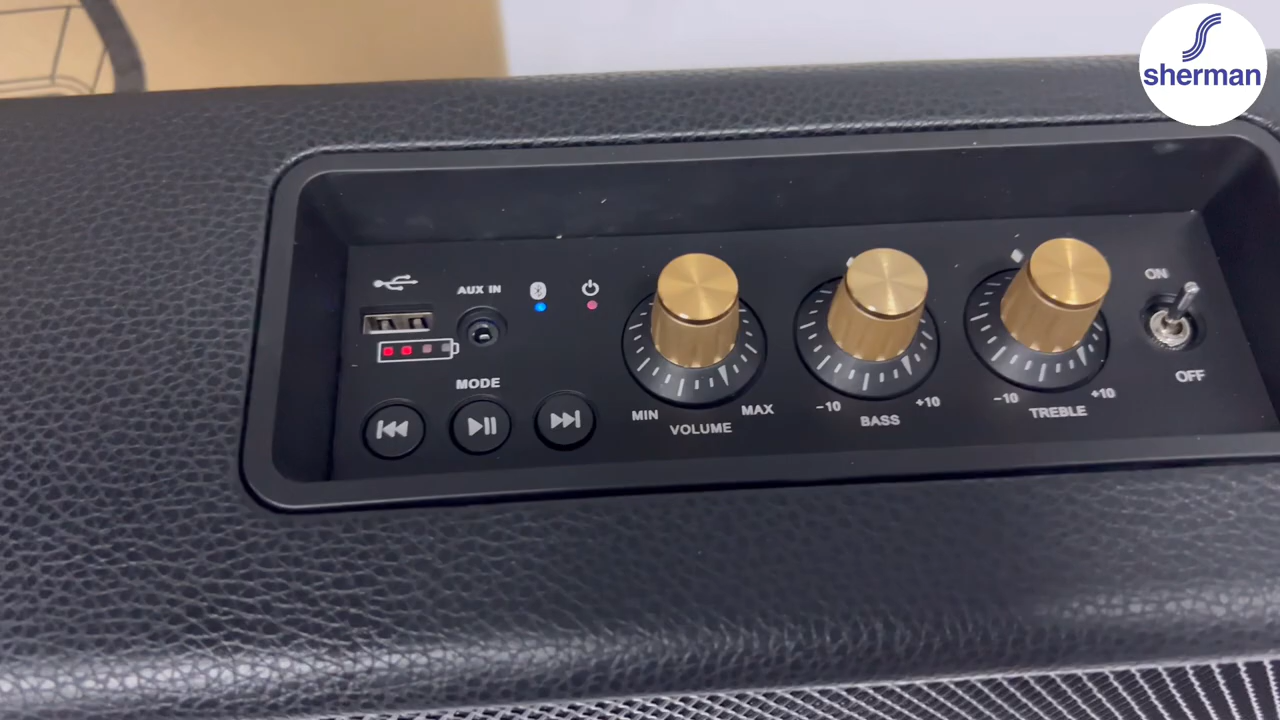 sherman
AUX IN
MODE
MIN
MAX
VOLUME
-10
+10
BASS
-10
+10
TREBLE
ON
OFF